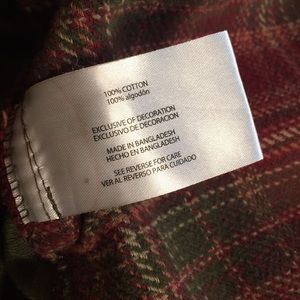 100% COTTON
100% algodón
EXCLUSIVE OF DECORATION
EXCLUSIVO DE DECORACION
MADE IN BANGLADESH
HECHO EN BANGLADESH
SEE REVERSE FOR CARE
VER AL REVERSO PARA CUIDADO